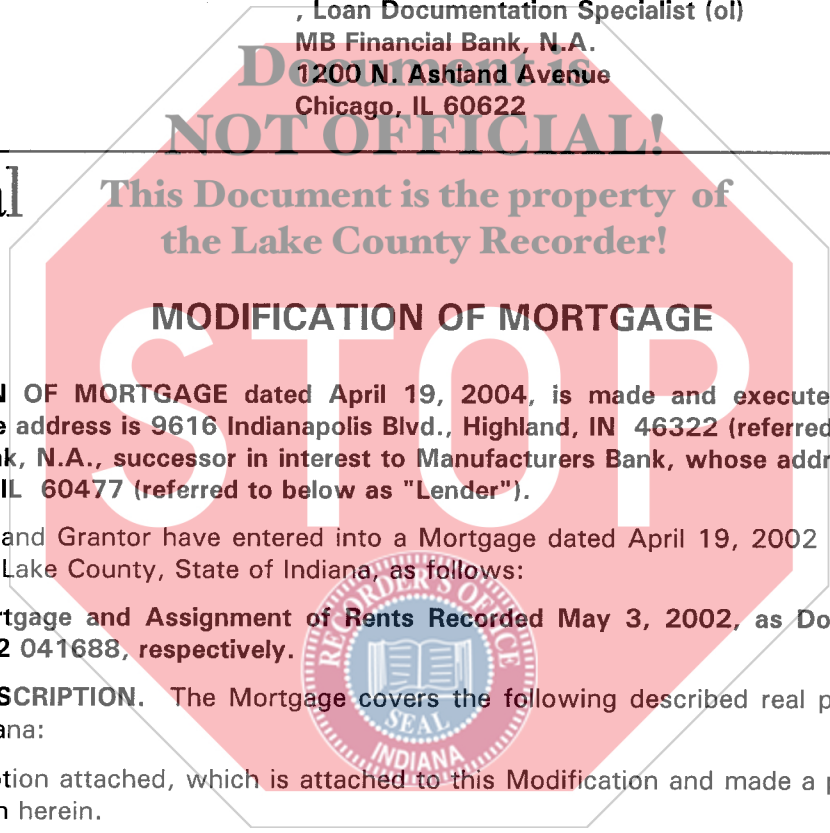 , Loan Documentation Specialist (ol)
MB Financial Bank, N.A.
1200 N. Ashland Avenue
Chicago, IL 60622
Document is
NOT OFFICIAL!
This Document is the property of
the Lake County Recorder!
al
MODIFICATION OF MORTGAGE
STOP
N OF MORTGAGE dated April 19, 2004, is made and execute
e address is 9616 Indianapolis Blvd., Highland, IN 46322 (referred
nk, N.A., successor in interest to Manufacturers Bank, whose addr
IL 60477 (referred to below as "Lender").
and Grantor have entered into a Mortgage dated April 19, 2002
Lake County, State of Indiana, as follows:
rtgage and Assignment of Rents Recorded May 3, 2002, as Do
2 041688, respectively.
SCRIPTION. The Mortgage covers the following described real p
ana:
tion attached, which is attached to this Modification and made a p
n herein.
RECORDER'S OFFICE
SEAL
INDIANA